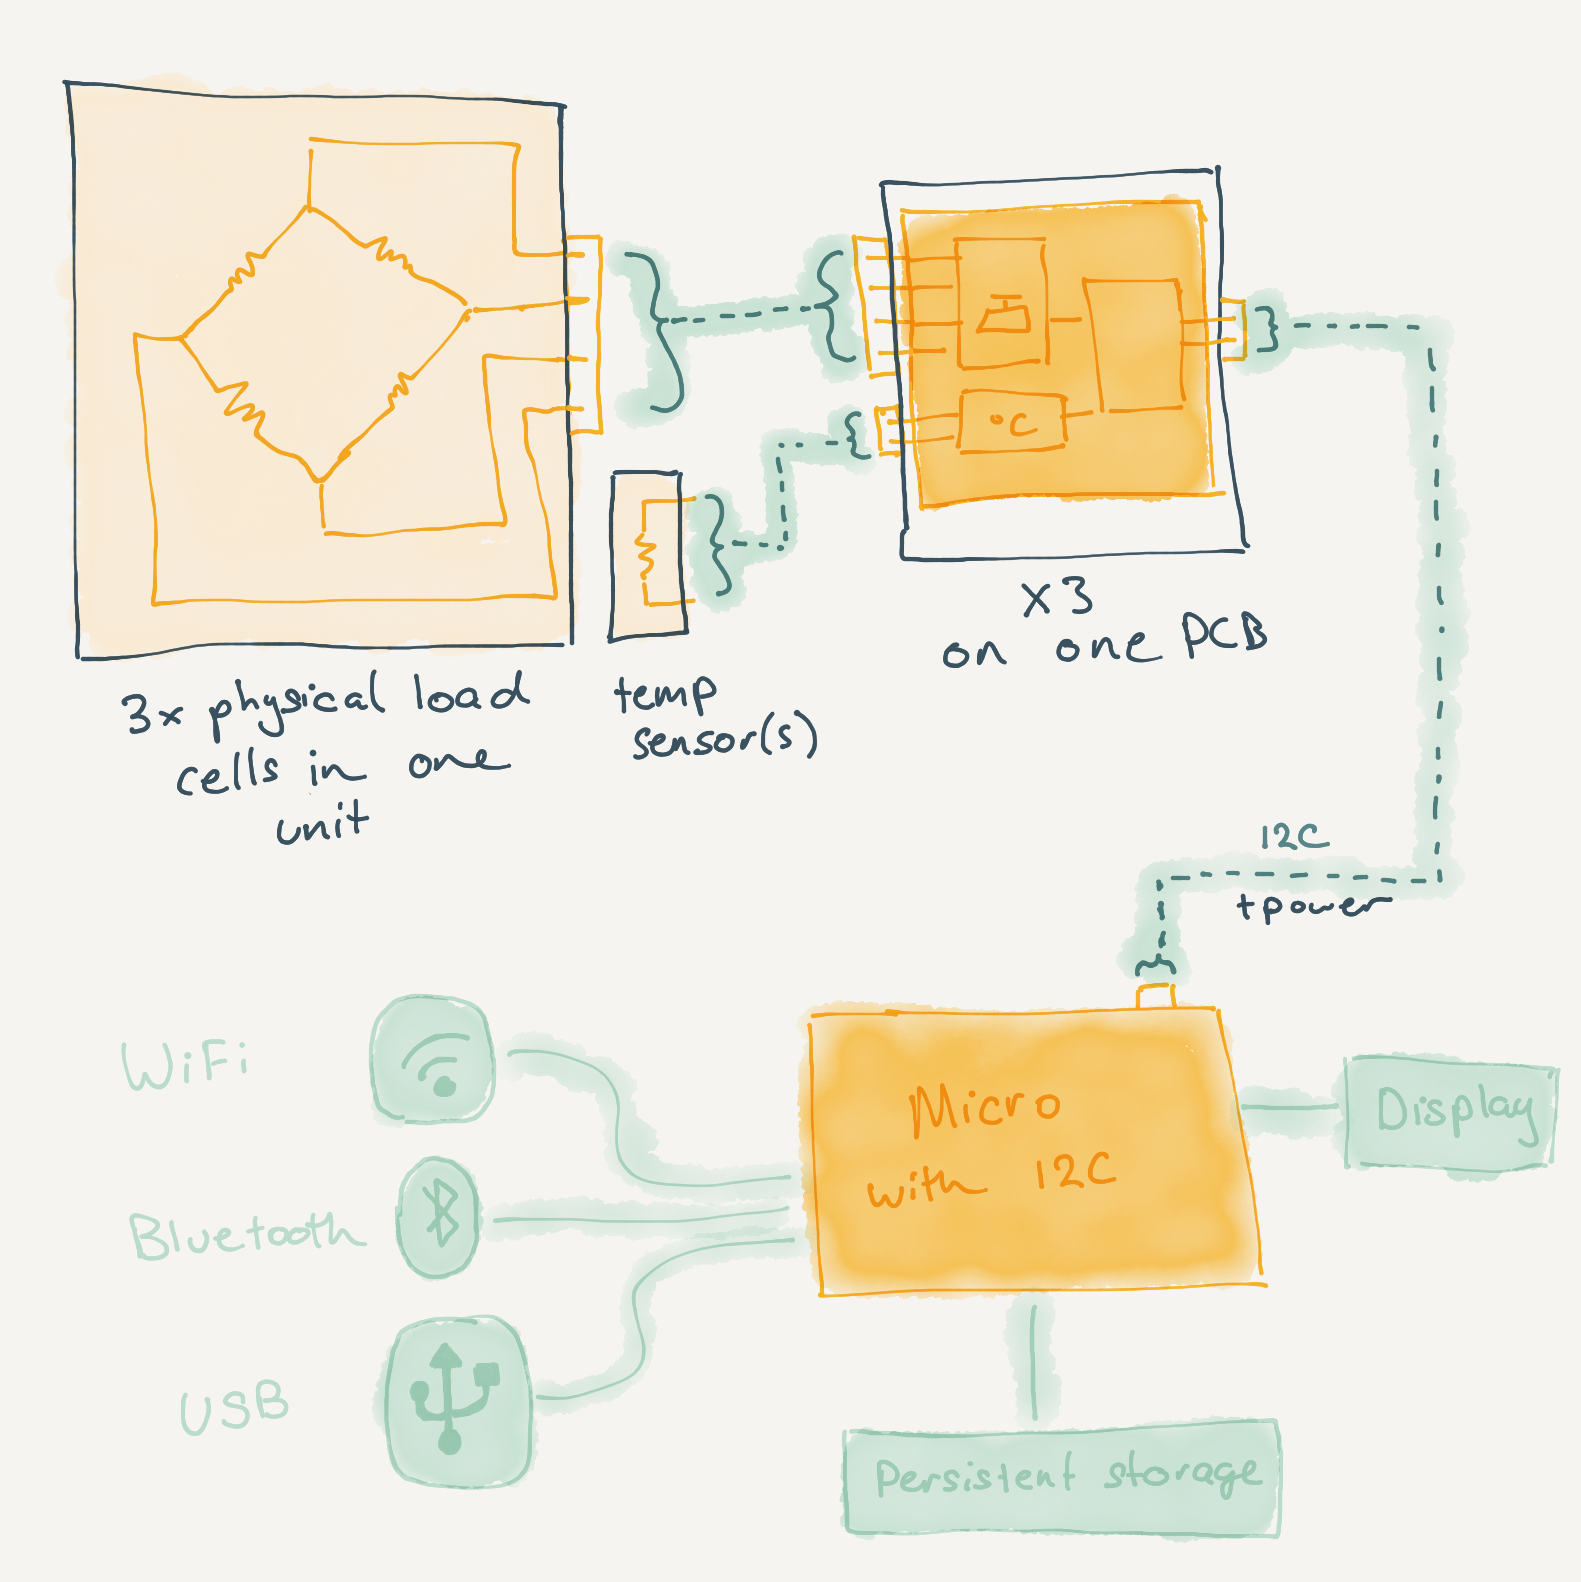 °C
x3
on one PCB
3x physical load
cells in one
unit
temp
sensor(s)
I2C
+power
WiFi
Bluetooth
USB
Micro
with I2C
Display
Persistent storage